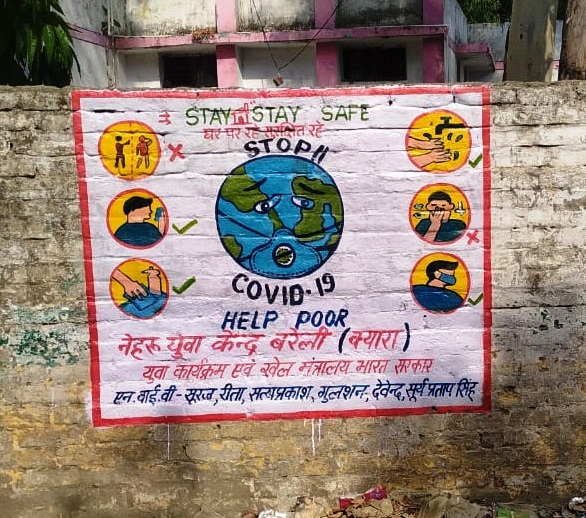 STAY STAY SAFE
घर पर रहें सुरक्षित रहें
STOP!!
COVID-19
HELP POOR
नेहरू युवा केन्द्र बरेली (क्यारा)
युवा कार्यक्रम एवं खेल मंत्रालय भारत सरकार
एन.वाई.वी - सूरज, रीता, सत्यप्रकाश, गुलशन, देवेन्द्र, सूर्य प्रताप सिंह